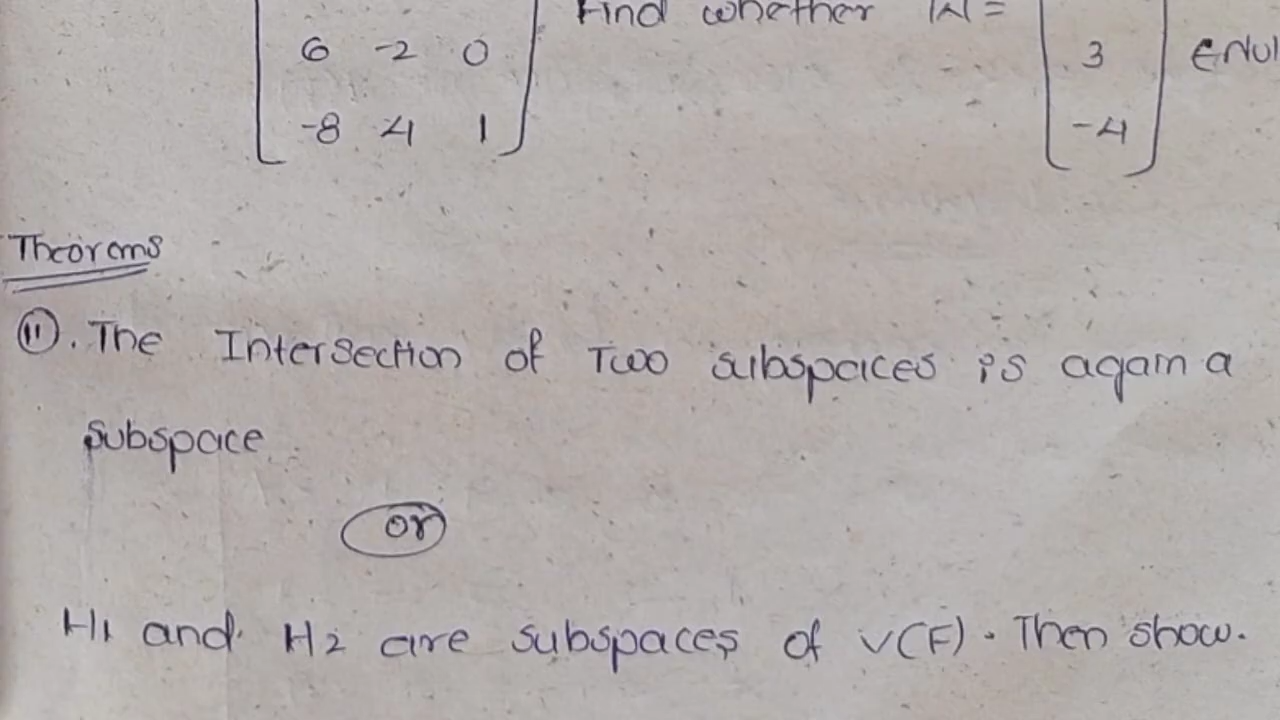 Find whether W =
6 -2 0 3
-8 4 1 -4
Theorems
11. The Intersection of Two subspaces is again a
subspace
or
H1 and H2 are subspaces of V(F). Then show.